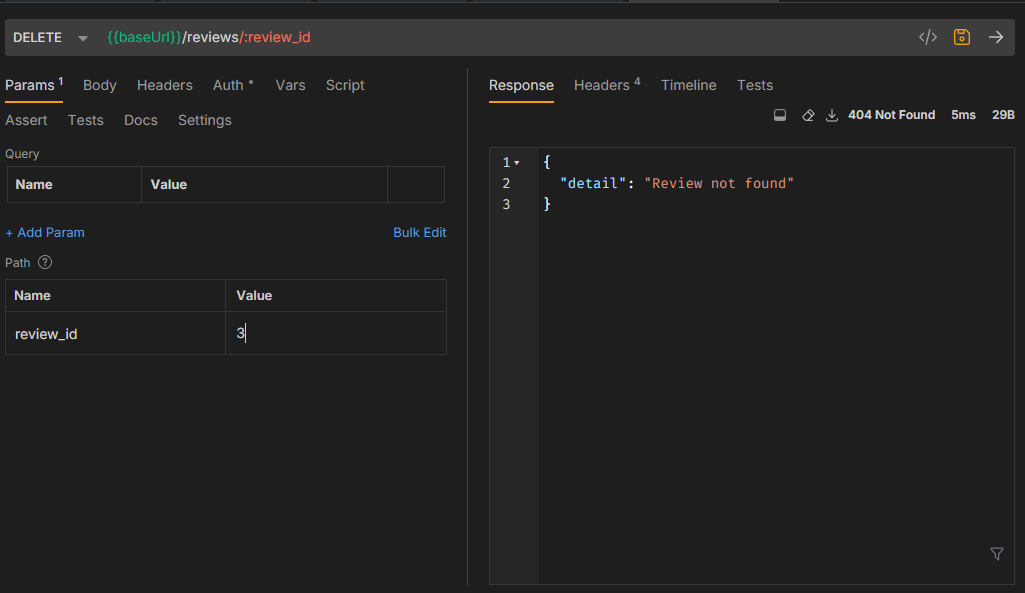 DELETE {{baseUrl}}/reviews/:review_id </>
Params 1 Body Headers Auth Vars Script
Assert Tests Docs Settings
Query
Name Value
+ Add Param Bulk Edit
Path ?
Name Value
review_id 3
Response Headers 4 Timeline Tests
404 Not Found 5ms 29B
1 {
2 "detail": "Review not found"
3 }